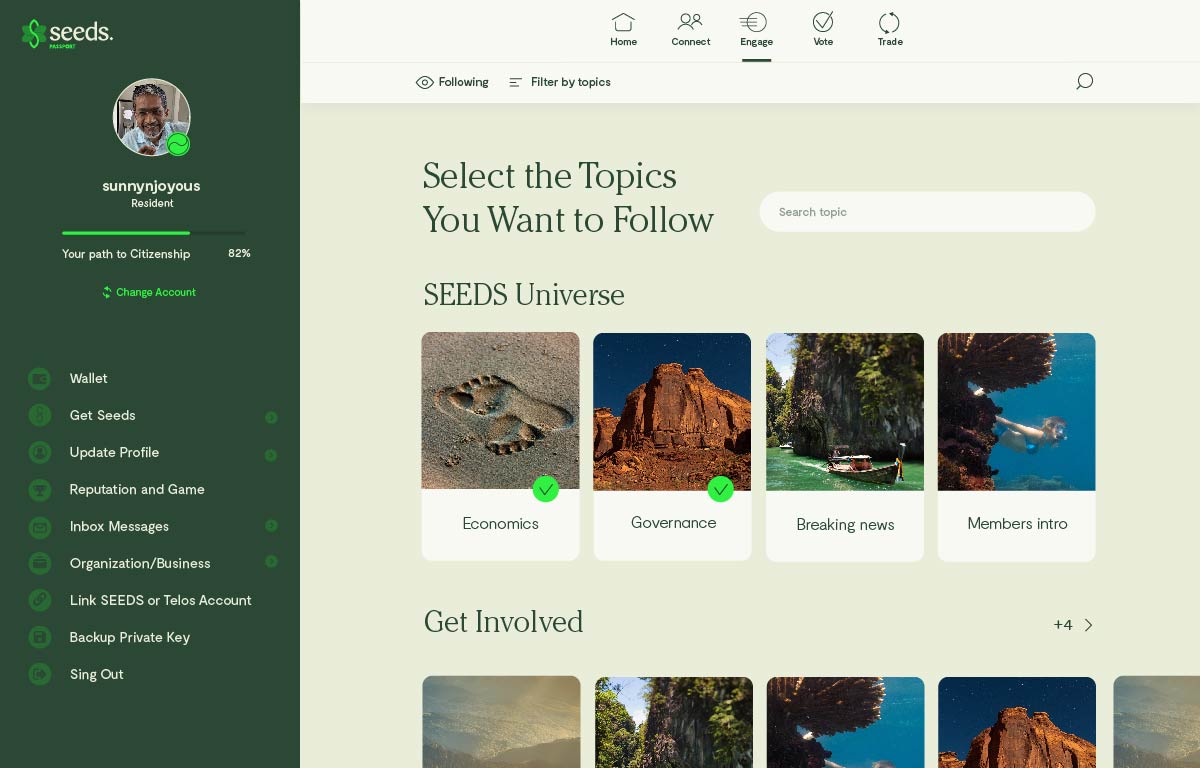 seeds.
PASSPORT
Home
Connect
Engage
Vote
Trade
Following
Filter by topics
sunnynjoyous
Resident
Your path to Citizenship 82%
Change Account
Wallet
Get Seeds
Update Profile
Reputation and Game
Inbox Messages
Organization/Business
Link SEEDS or Telos Account
Backup Private Key
Sing Out
Select the Topics
You Want to Follow
Search topic
SEEDS Universe
Economics
Governance
Breaking news
Members intro
Get Involved
+4